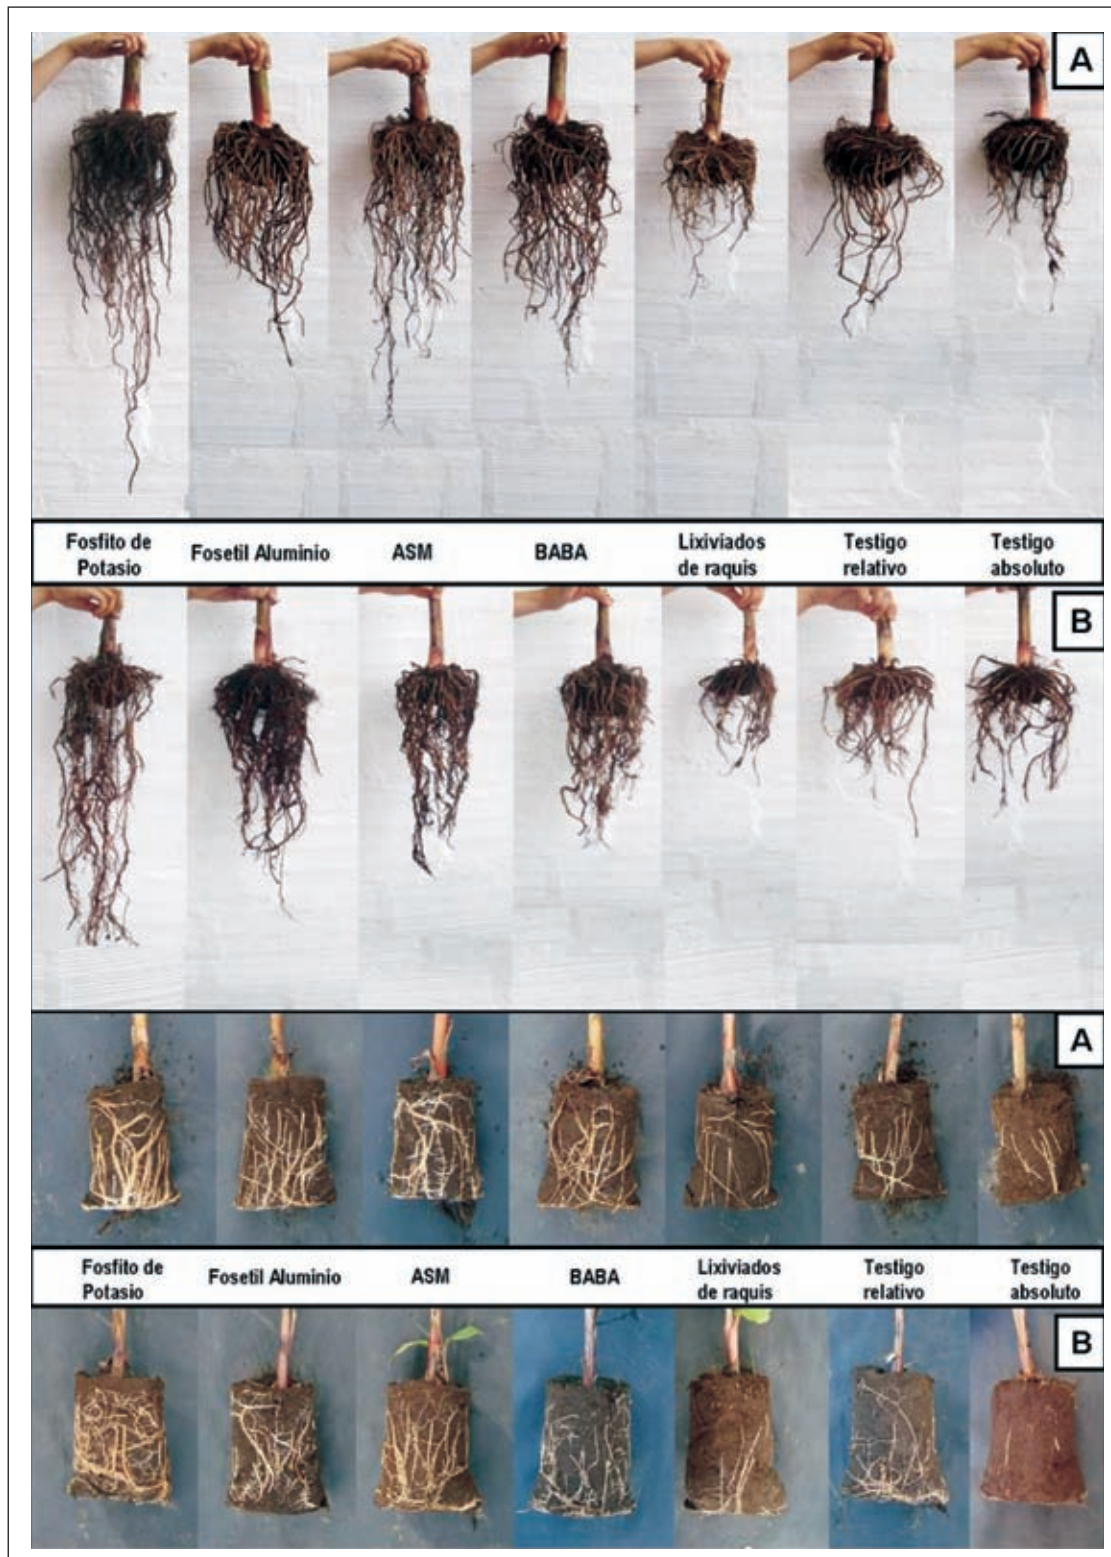 A
Fosfito de
Potasio
Fosetil Aluminio
ASM
BABA
Lixiviados
de raquis
Testigo
relativo
Testigo
absoluto
B
A
Fosfito de
Potasio
Fosetil Aluminio
ASM
BABA
Lixiviados
de raquis
Testigo
relativo
Testigo
absoluto
B